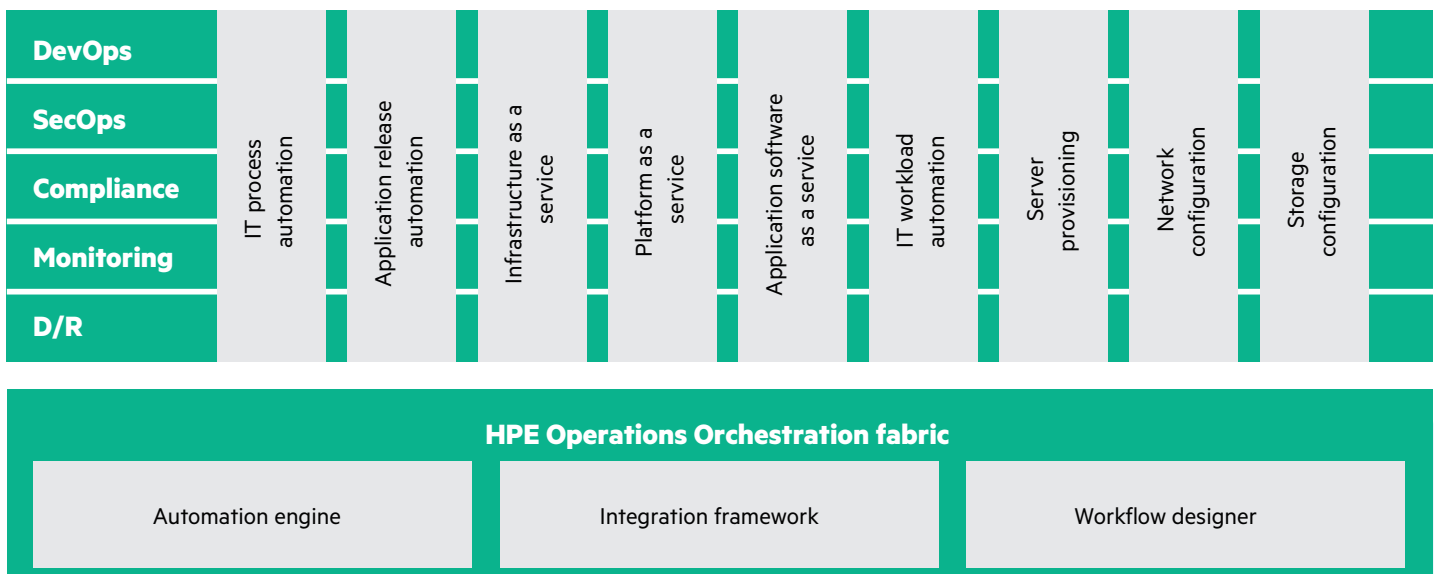 DevOps
SecOps
Compliance
Monitoring
D/R
IT process
automation
Application release
automation
Infrastructure as a
service
Platform as a
service
Application software
as a service
IT workload
automation
Server
provisioning
Network
configuration
Storage
configuration
HPE Operations Orchestration fabric
Automation engine
Integration framework
Workflow designer